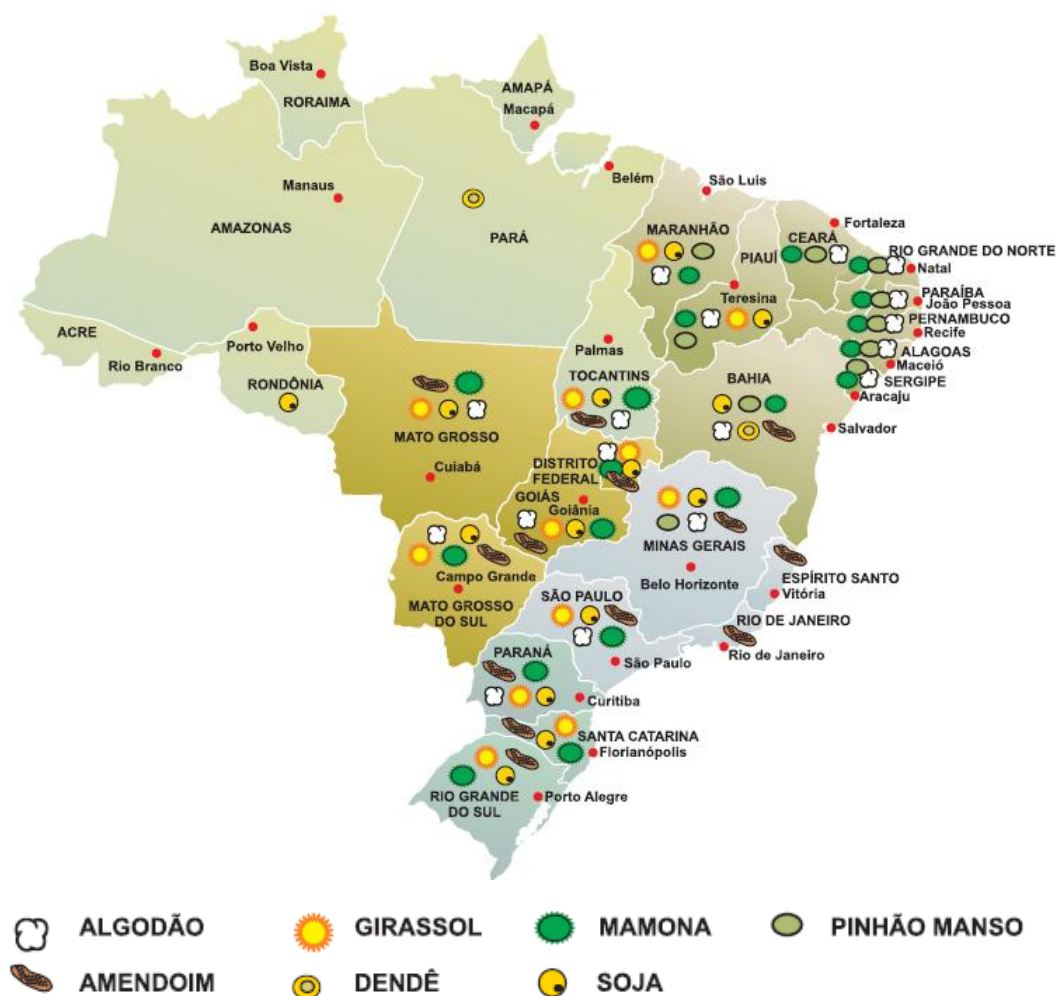 Boa Vista
RORAIMA
AMAPÁ
Macapá
Belém
São Luis
Manaus
AMAZONAS
PARÁ
MARANHÃO
PIAUÍ
CEARÁ
Fortaleza
RIO GRANDE DO NORTE
Natal
Teresina
PARAÍBA
João Pessoa
PERNAMBUCO
Recife
ACRE
Rio Branco
Porto Velho
RONDÔNIA
Palmas
TOCANTINS
BAHIA
ALAGOAS
Maceió
SERGIPE
Aracaju
Salvador
MATO GROSSO
Cuiabá
DISTRITO
FEDERAL
GOIÁS
Goiânia
MINAS GERAIS
Belo Horizonte
ESPÍRITO SANTO
Vitória
Campo Grande
MATO GROSSO
DO SUL
SÃO PAULO
São Paulo
RIO DE JANEIRO
Rio de Janeiro
PARANÁ
Curitiba
SANTA CATARINA
Florianópolis
RIO GRANDE
DO SUL
Porto Alegre
ALGODÃO GIRASSOL MAMONA PINHÃO MANSO
AMENDOIM DENDÊ SOJA